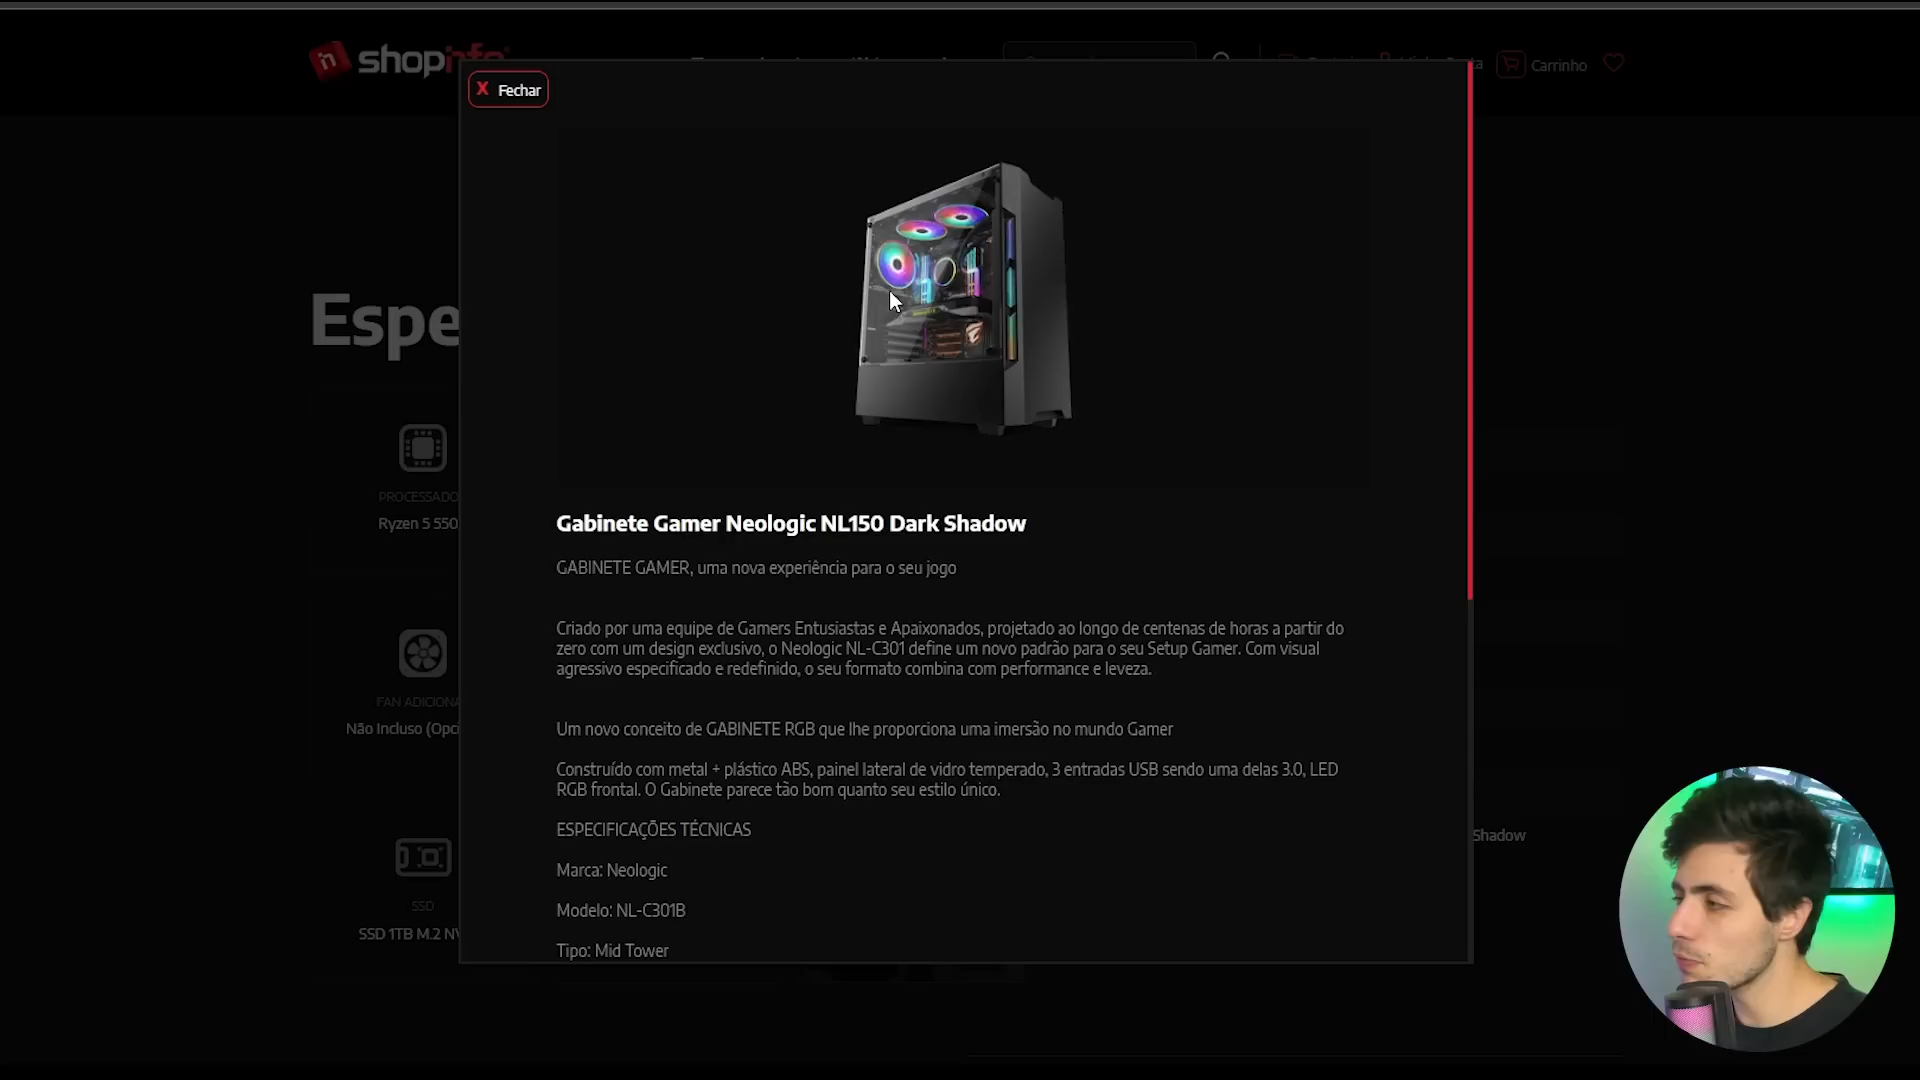 shopinfo
Carrinho
X Fechar
Espe
Gabinete Gamer Neologic NL150 Dark Shadow
GABINETE GAMER, uma nova experiência para o seu jogo
Criado por uma equipe de Gamers Entusiastas e Apaixonados, projetado ao longo de centenas de horas a partir do
zero com um design exclusivo, o Neologic NL-C301 define um novo padrão para o seu Setup Gamer. Com visual
agressivo especificado e redefinido, o seu formato combina com performance e leveza.
Um novo conceito de GABINETE RGB que lhe proporciona uma imersão no mundo Gamer
Construído com metal + plástico ABS, painel lateral de vidro temperado, 3 entradas USB sendo uma delas 3.0, LED
RGB frontal. O Gabinete parece tão bom quanto seu estilo único.
ESPECIFICAÇÕES TÉCNICAS
Marca: Neologic
Modelo: NL-C301B
Tipo: Mid Tower
PROCESSADO
Ryzen 5 550
FAN ADICIONA
Não Incluso (Opci
SSD
SSD 1TB M.2 NV
Shadow